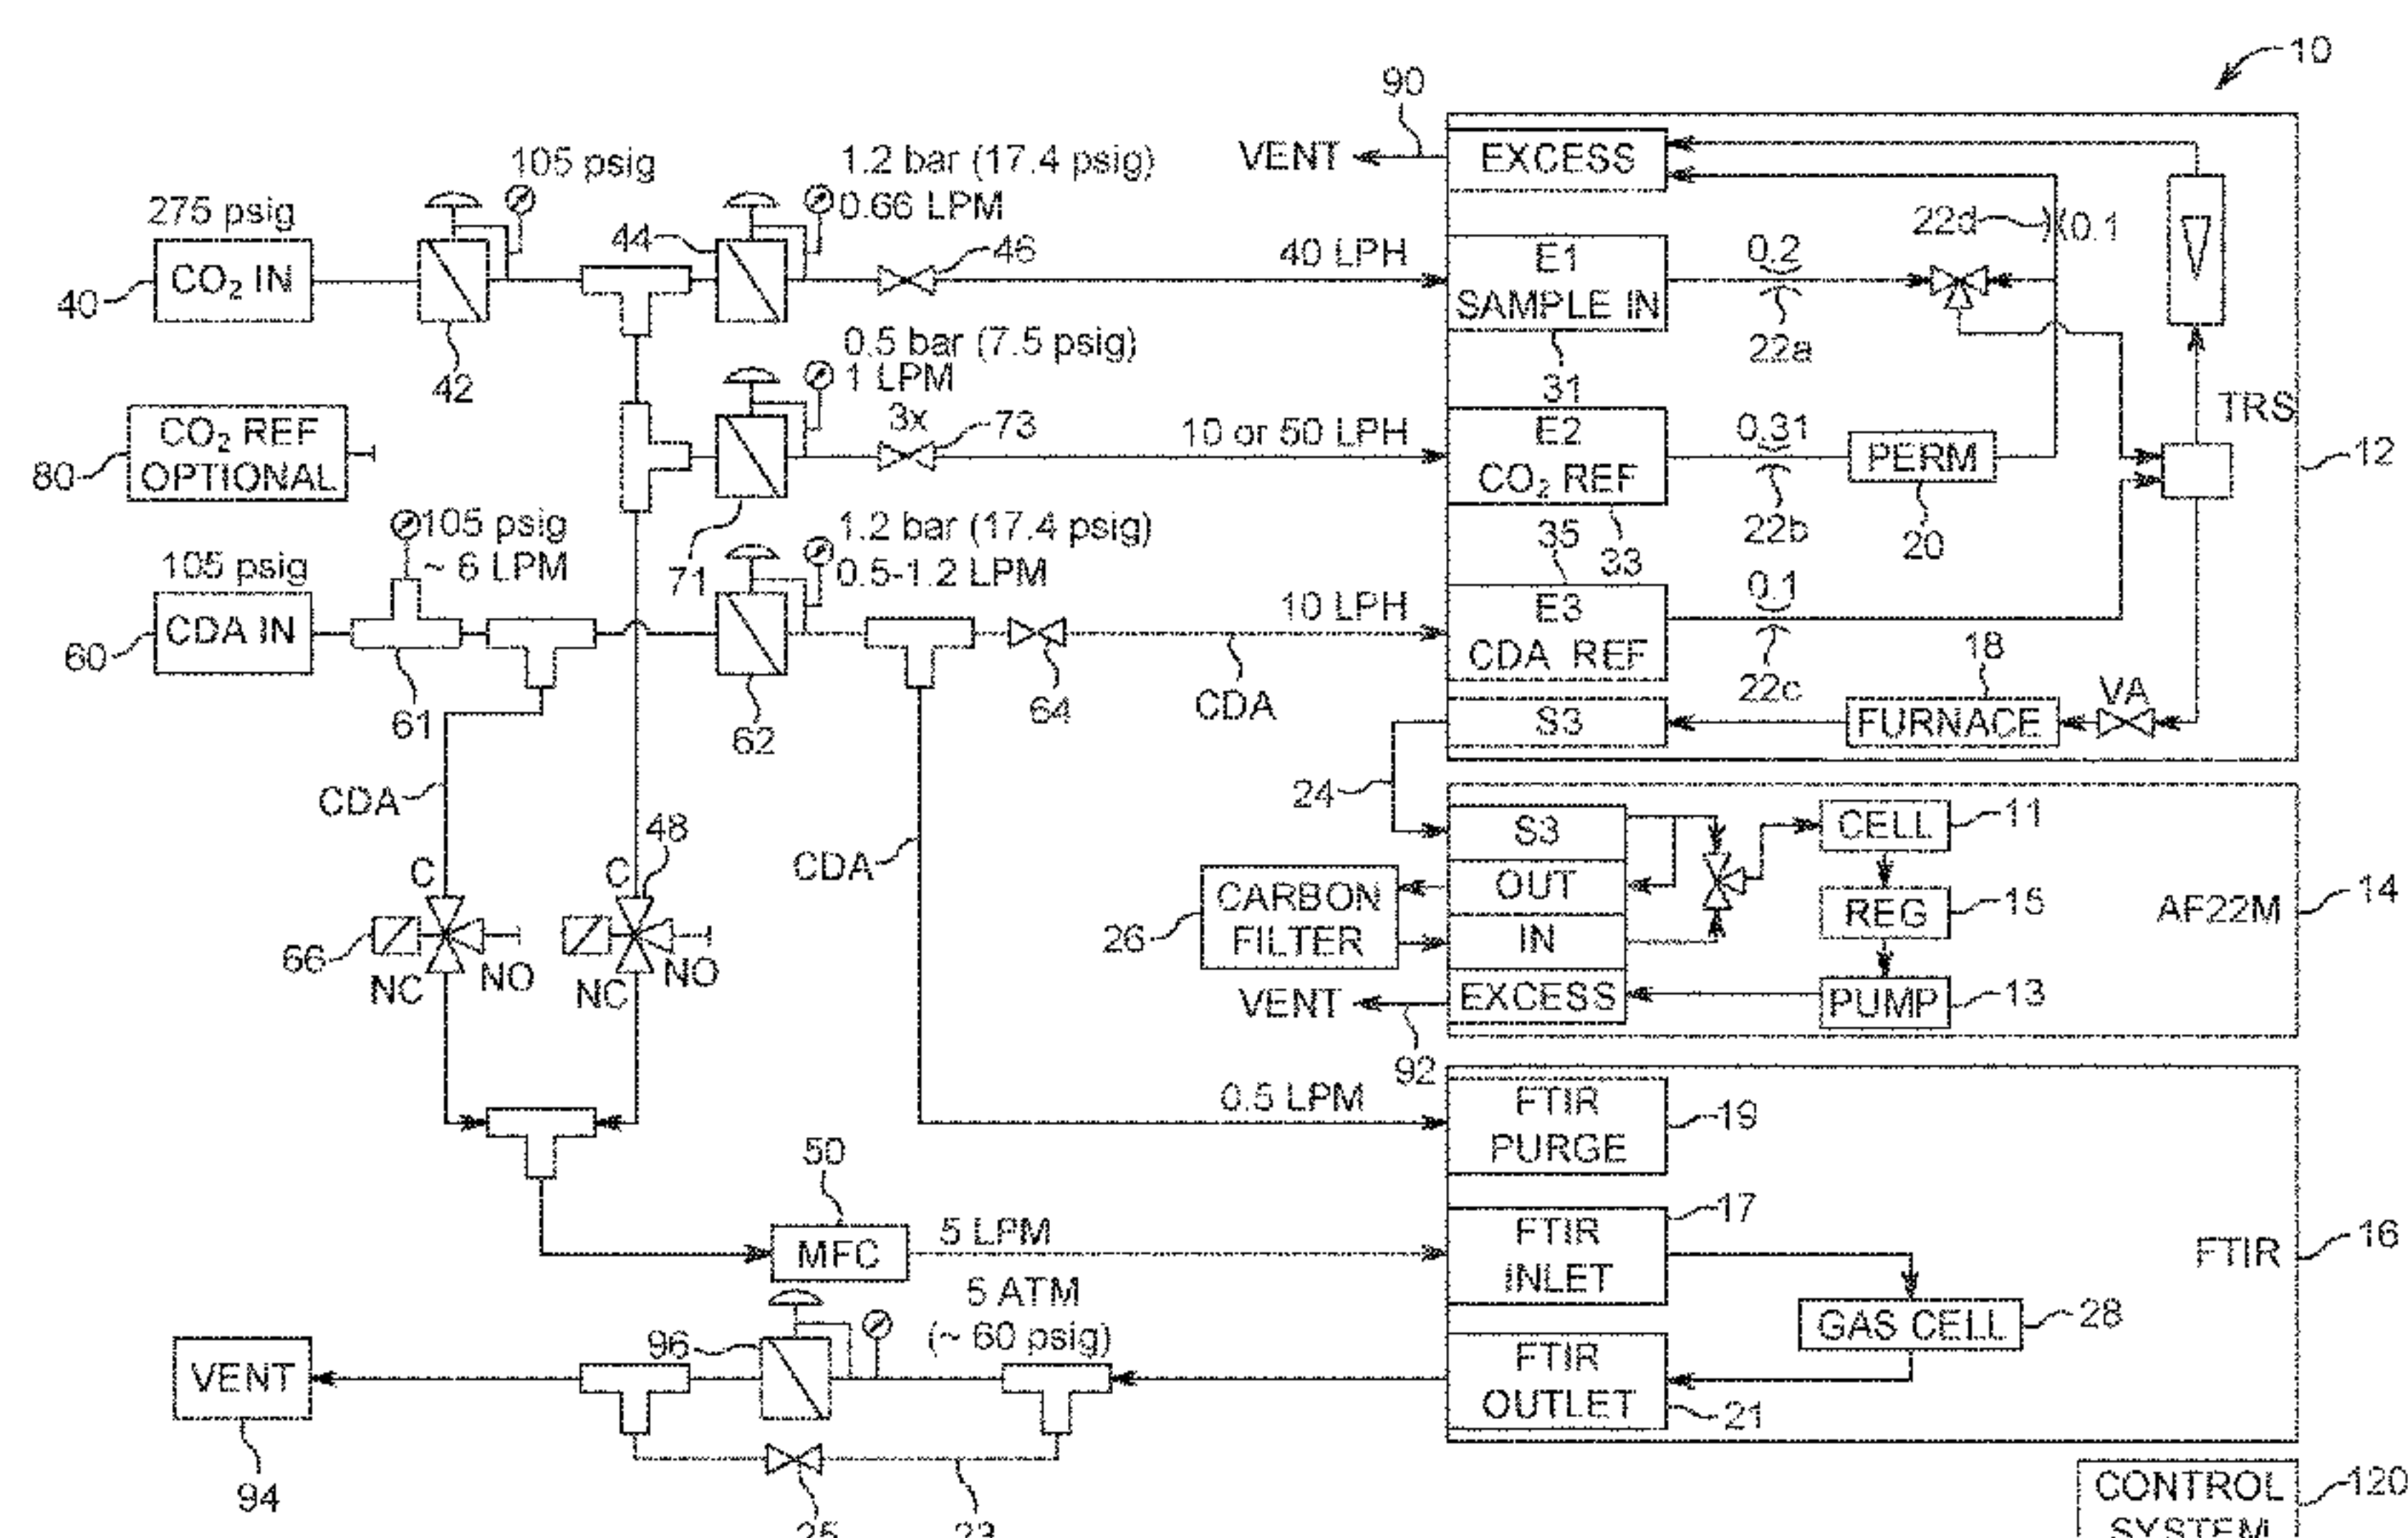 10
90
VENT
EXCESS
105 psig
1.2 bar (17.4 psig)
0.66 LPM
275 psig
CO2 IN
40
42
44
46
40 LPH
E1
SAMPLE IN
31
0.2
22a
22d
0.1
TRS
12
0.5 bar (7.5 psig)
1 LPM
3x
73
71
10 or 50 LPH
E2
CO2 REF
33
0.31
22b
PERM
20
CO2 REF
OPTIONAL
80
105 psig
~ 6 LPM
105 psig
CDA IN
60
61
1.2 bar (17.4 psig)
0.5-1.2 LPM
62
64
CDA
10 LPH
35
E3
CDA REF
0.1
22c
18
FURNACE
VA
S3
24
CDA
CDA
C
66
NC
NO
48
C
NC
NO
S3
OUT
IN
EXCESS
CARBON
FILTER
26
VENT
92
CELL
11
REG
15
PUMP
13
AF22M
14
0.5 LPM
FTIR
PURGE
19
50
MFC
5 LPM
FTIR
INLET
17
FTIR
16
GAS CELL
28
5 ATM
(~ 60 psig)
96
FTIR
OUTLET
21
VENT
94
25
23
CONTROL
SYSTEM
120